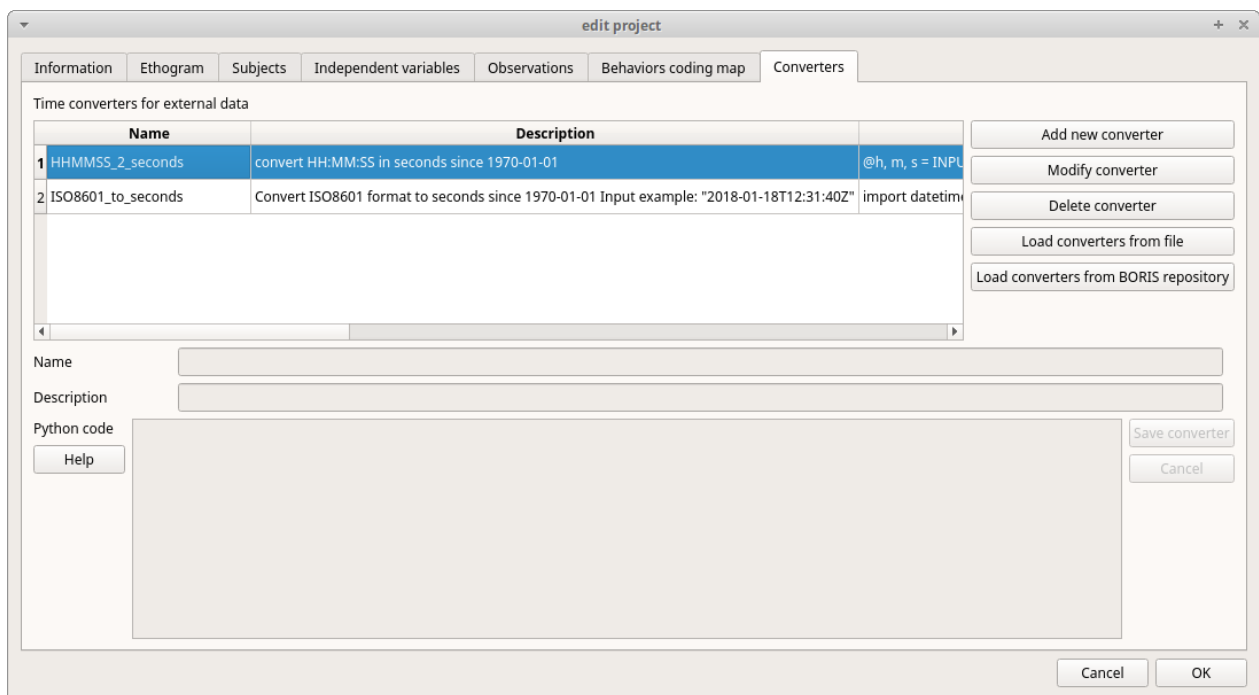 edit project
Information Ethogram Subjects Independent variables Observations Behaviors coding map Converters
Time converters for external data
Name Description
1 HHMMSS_2_seconds convert HH:MM:SS in seconds since 1970-01-01 @h, m, s = INPU
2 ISO8601_to_seconds Convert ISO8601 format to seconds since 1970-01-01 Input example: "2018-01-18T12:31:40Z" import datetime
Add new converter
Modify converter
Delete converter
Load converters from file
Load converters from BORIS repository
Name
Description
Python code
Help
Save converter
Cancel
Cancel OK